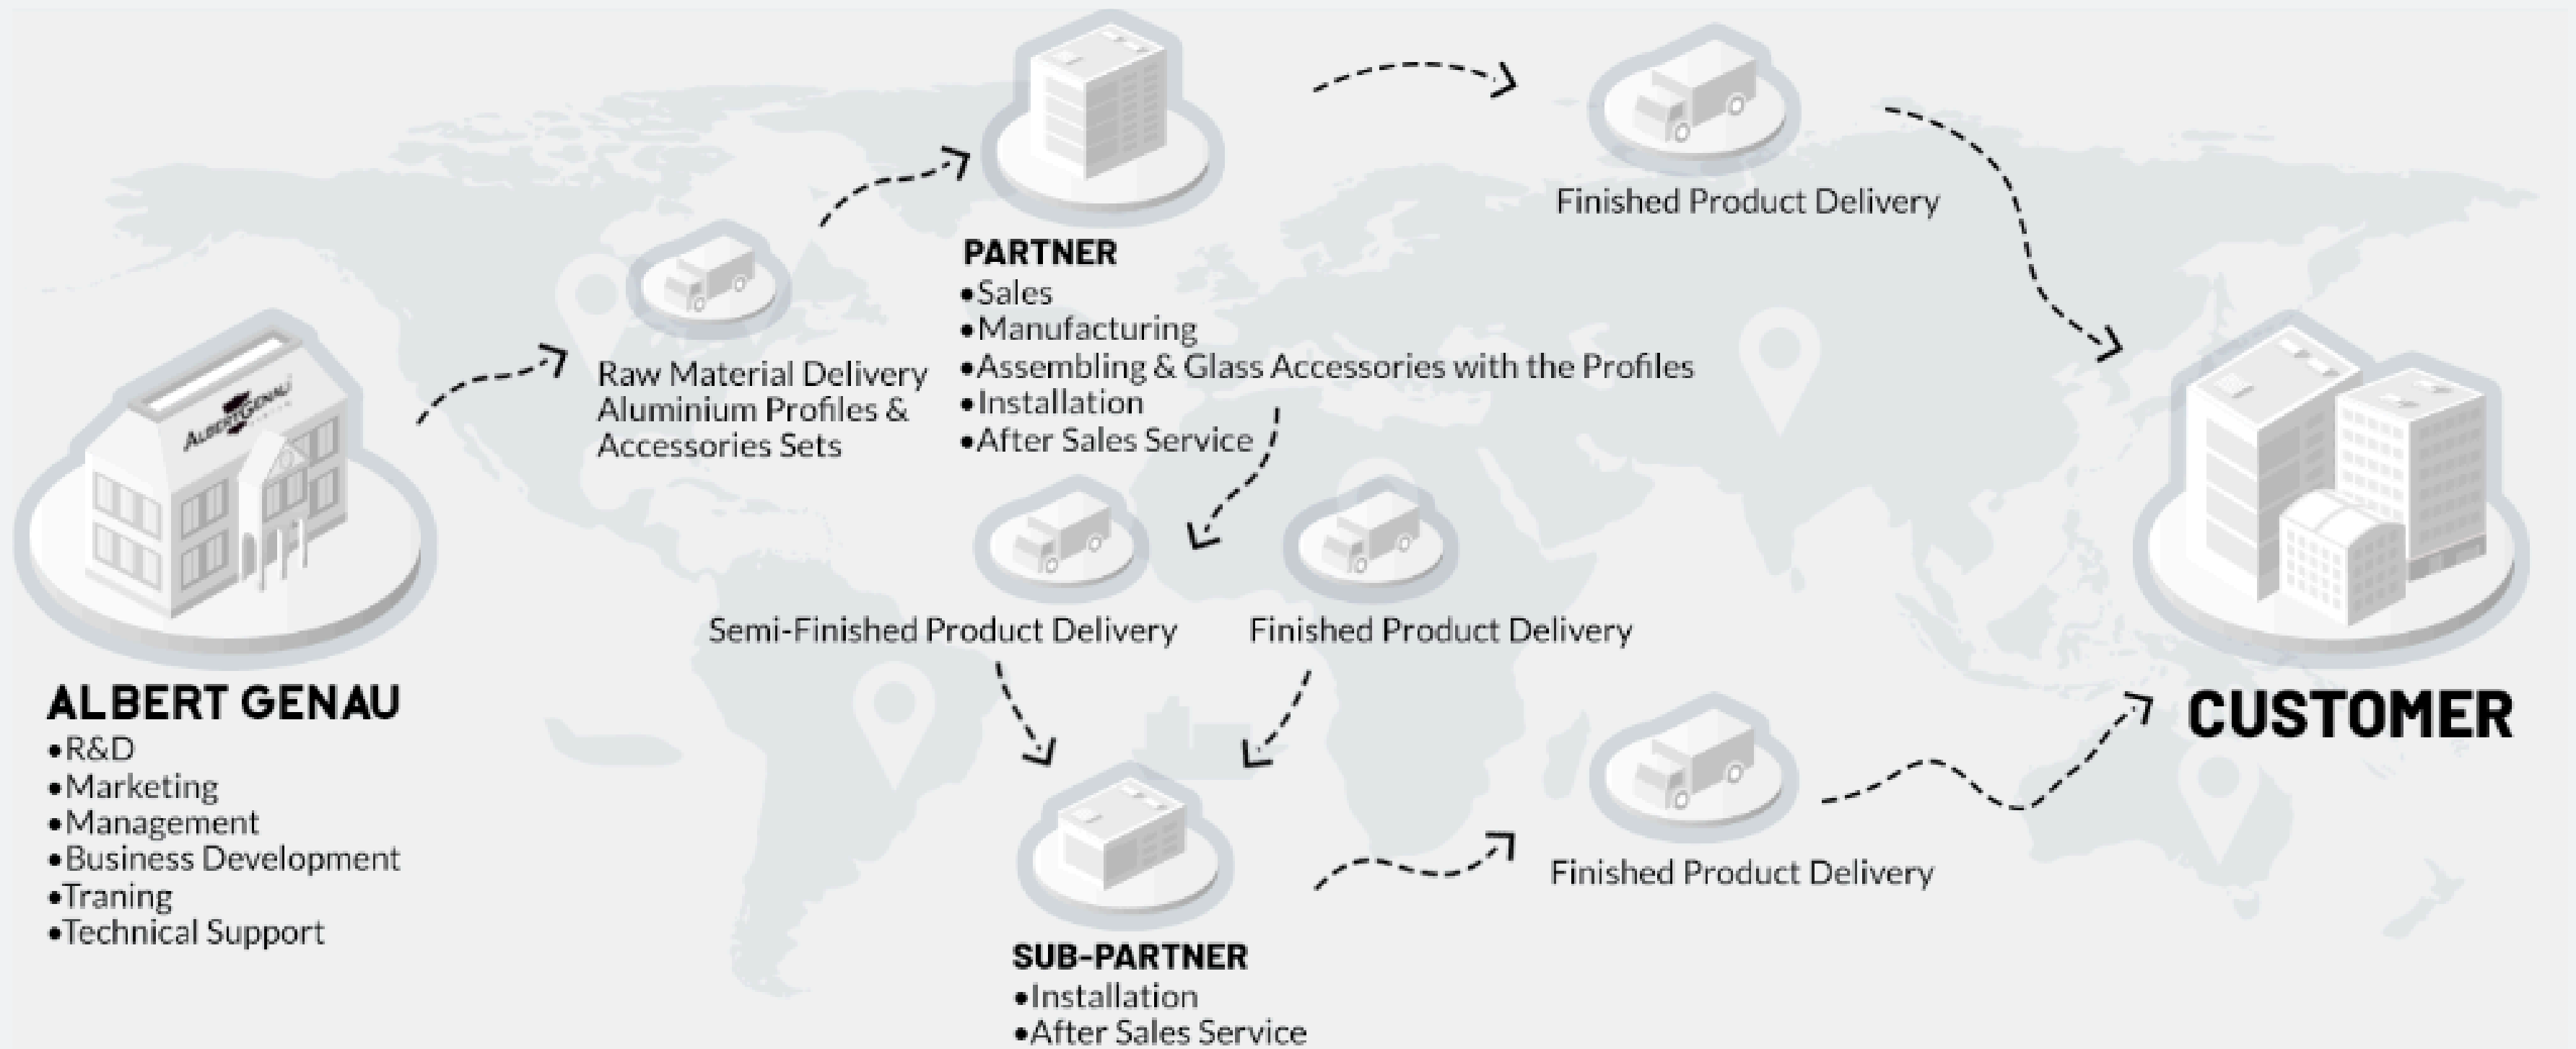 ALBERTGENAU
ALBERT GENAU
•R&D
•Marketing
•Management
•Business Development
•Traning
•Technical Support
Raw Material Delivery
Aluminium Profiles &
Accessories Sets
PARTNER
•Sales
•Manufacturing
•Assembling & Glass Accessories with the Profiles
•Installation
•After Sales Service
Finished Product Delivery
Semi-Finished Product Delivery
Finished Product Delivery
SUB-PARTNER
•Installation
•After Sales Service
Finished Product Delivery
CUSTOMER